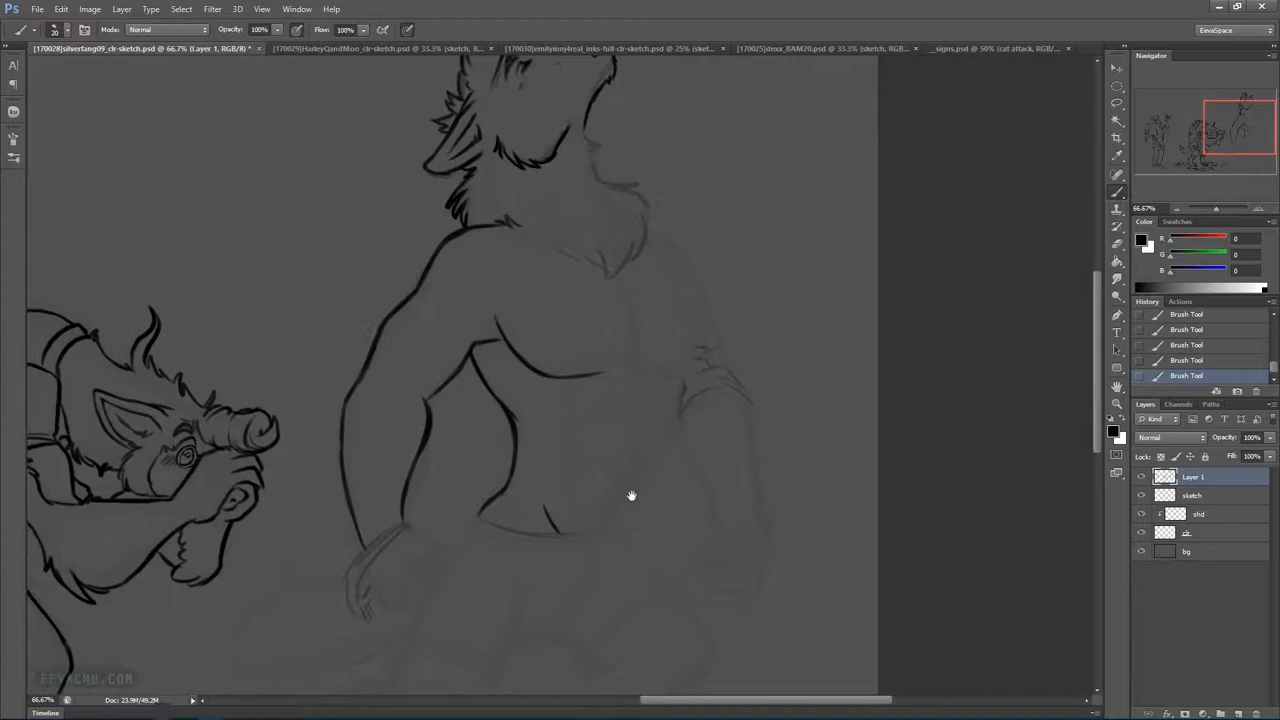 Ps File Edit Image Layer Type Select Filter 3D View Window Help
20 Mode: Normal Opacity: 100% Flow: 100% EevaSpace
[170028]silverfang09_clr-sketch.psd @ 66.7% (Layer 1, RGB/8) * × [170029]HarleyQandMoo_clr-sketch.psd @ 33.3% (sketch, R... × [170030]emilyinnj4real_inks-full-clr-sketch.psd @ 25% (sketch... × [170025]dexx_BAM20.psd @ 33.3% (sketch, RGB... × __signs.psd @ 50% (cat attack, RGB/... ×
Navigator
66.67%
Color Swatches
R 0
G 0
B 0
History Actions
Brush Tool
Brush Tool
Brush Tool
Brush Tool
Brush Tool
Layers Channels Paths
Kind
Normal Opacity: 100%
Lock: Fill: 100%
Layer 1
sketch
shd
clr
bg
EEVACHU.COM
66.67% Doc: 23.9M/49.2M
Timeline